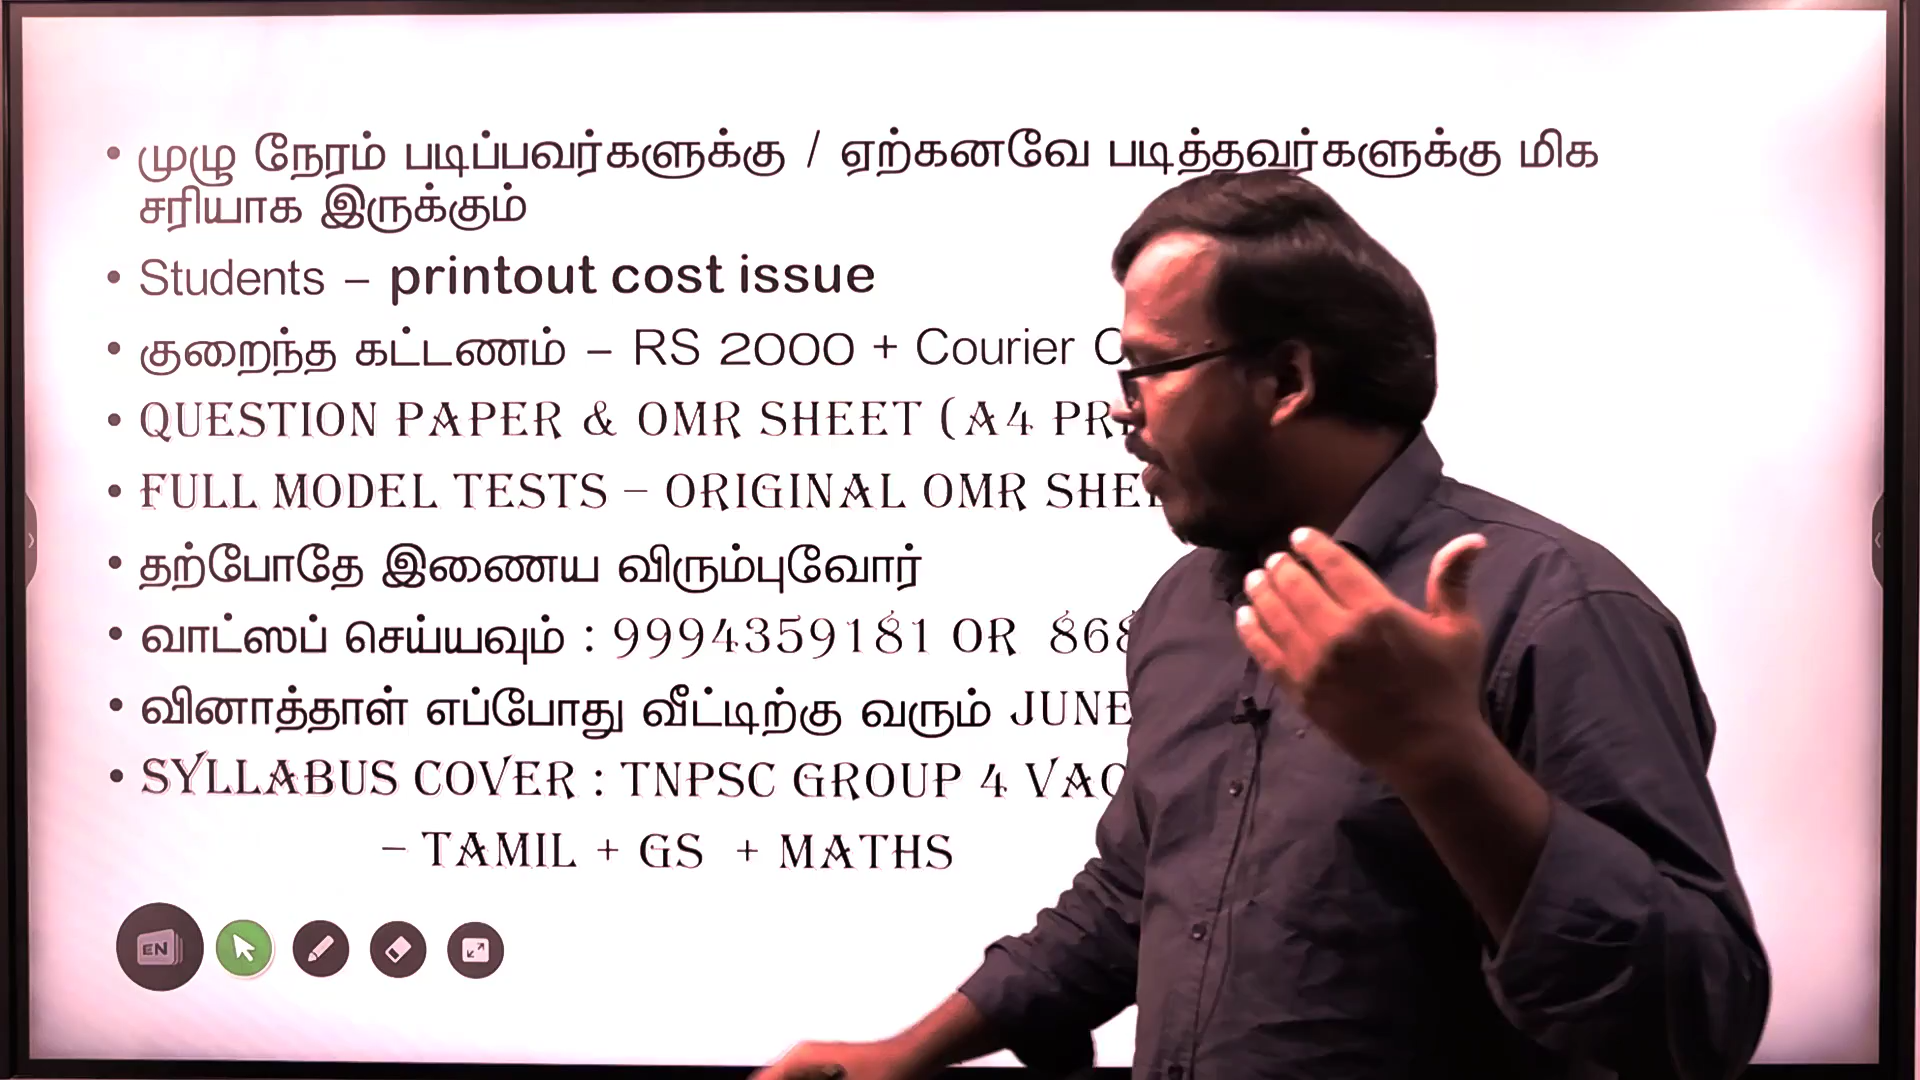 • முழு நேரம் படிப்பவர்களுக்கு / ஏற்கனவே படித்தவர்களுக்கு மிக
சரியாக இருக்கும்
• Students – printout cost issue
• குறைந்த கட்டணம் – RS 2000 + Courier
• QUESTION PAPER & OMR SHEET (A4
• FULL MODEL TESTS – ORIGINAL OMR
• தற்போதே இணைய விரும்புவோர்
• வாட்ஸப் செய்யவும் : 9994359181 OR
• வினாத்தாள் எப்போது வீட்டிற்கு வரும் JUNE
• SYLLABUS COVER : TNPSC GROUP 4
– TAMIL + GS + MATHS
EN